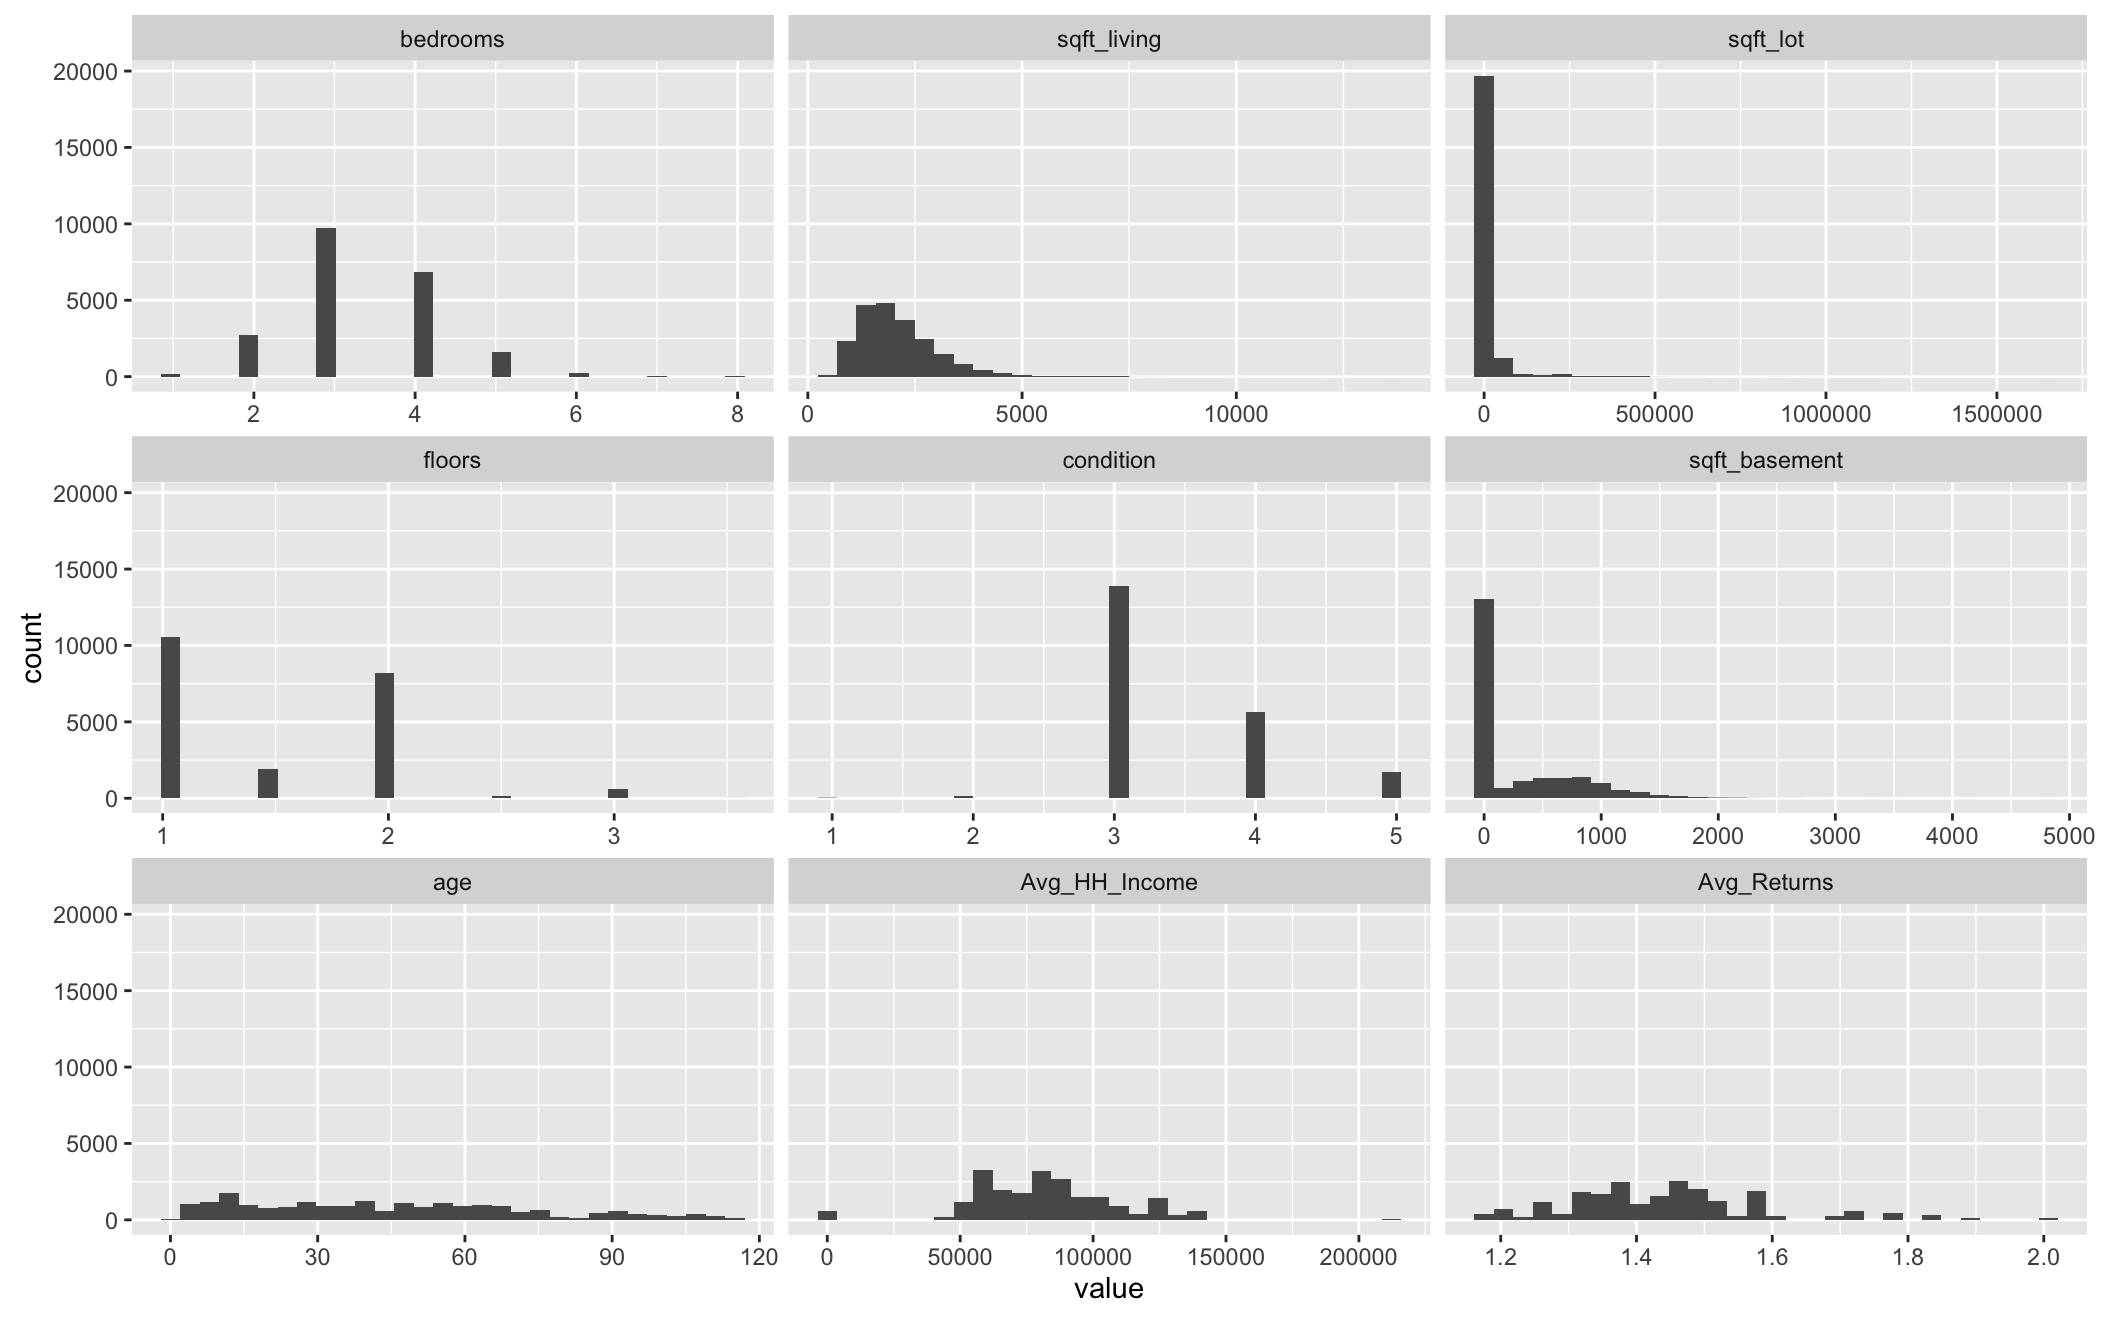 bedrooms sqft_living sqft_lot
20000
15000
10000
5000
0
2 4 6 8 0 5000 10000 0 500000 1000000 1500000
floors condition sqft_basement
20000
15000
10000
5000
0
1 2 3 1 2 3 4 5 0 1000 2000 3000 4000 5000
count
age Avg_HH_Income Avg_Returns
20000
15000
10000
5000
0
0 30 60 90 120 0 50000 100000 150000 200000 1.2 1.4 1.6 1.8 2.0
value